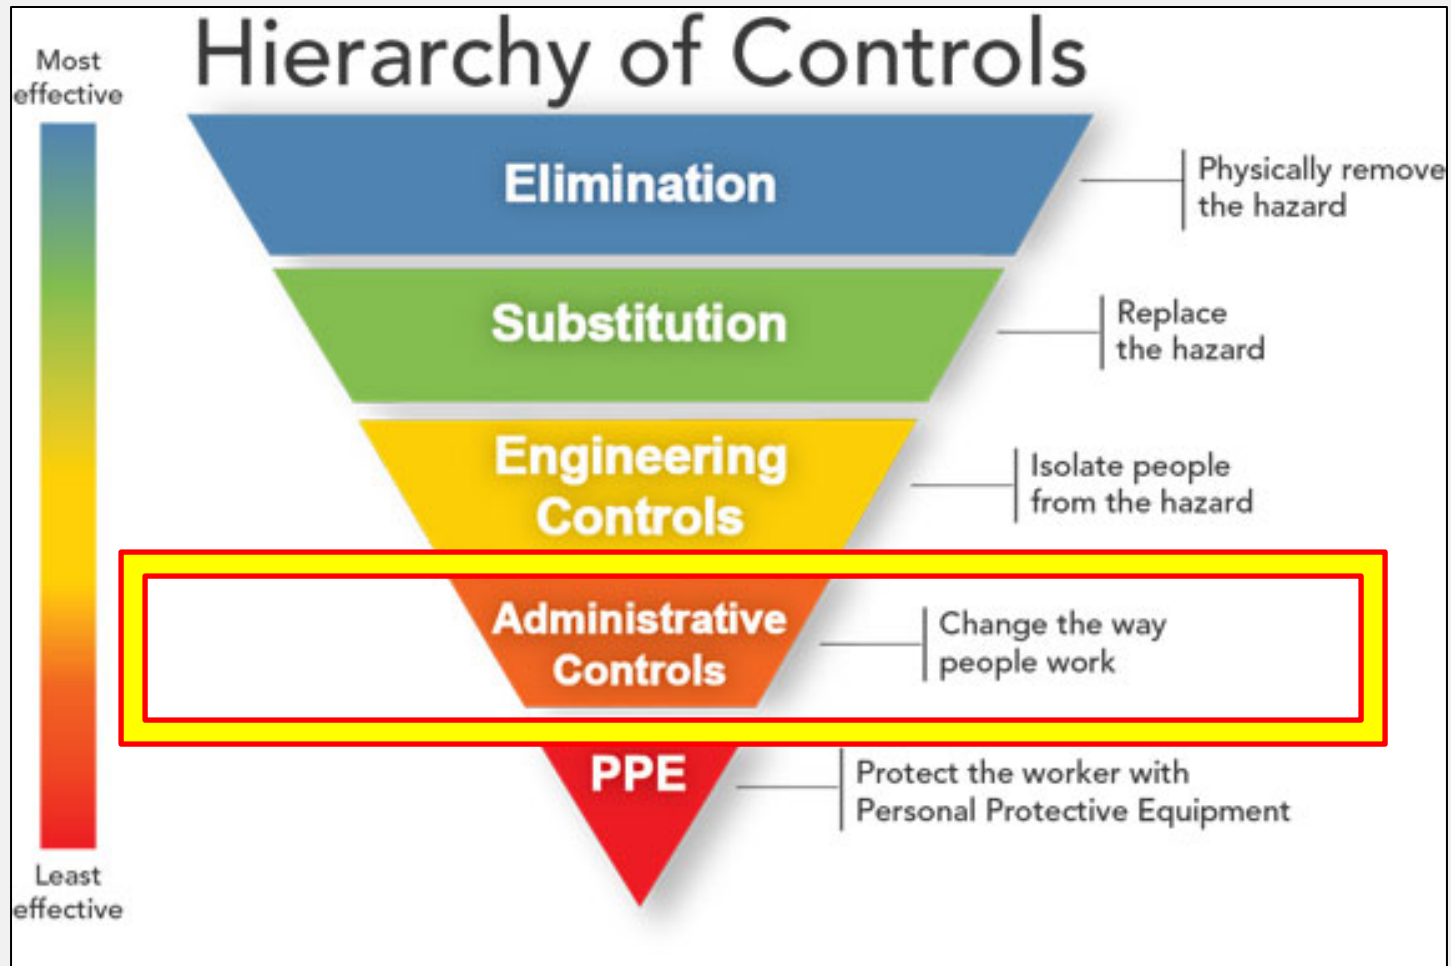 Hierarchy of Controls
Most
effective
Elimination
Physically remove
the hazard
Substitution
Replace
the hazard
Engineering
Controls
Isolate people
from the hazard
Administrative
Controls
Change the way
people work
PPE
Protect the worker with
Personal Protective Equipment
Least
effective